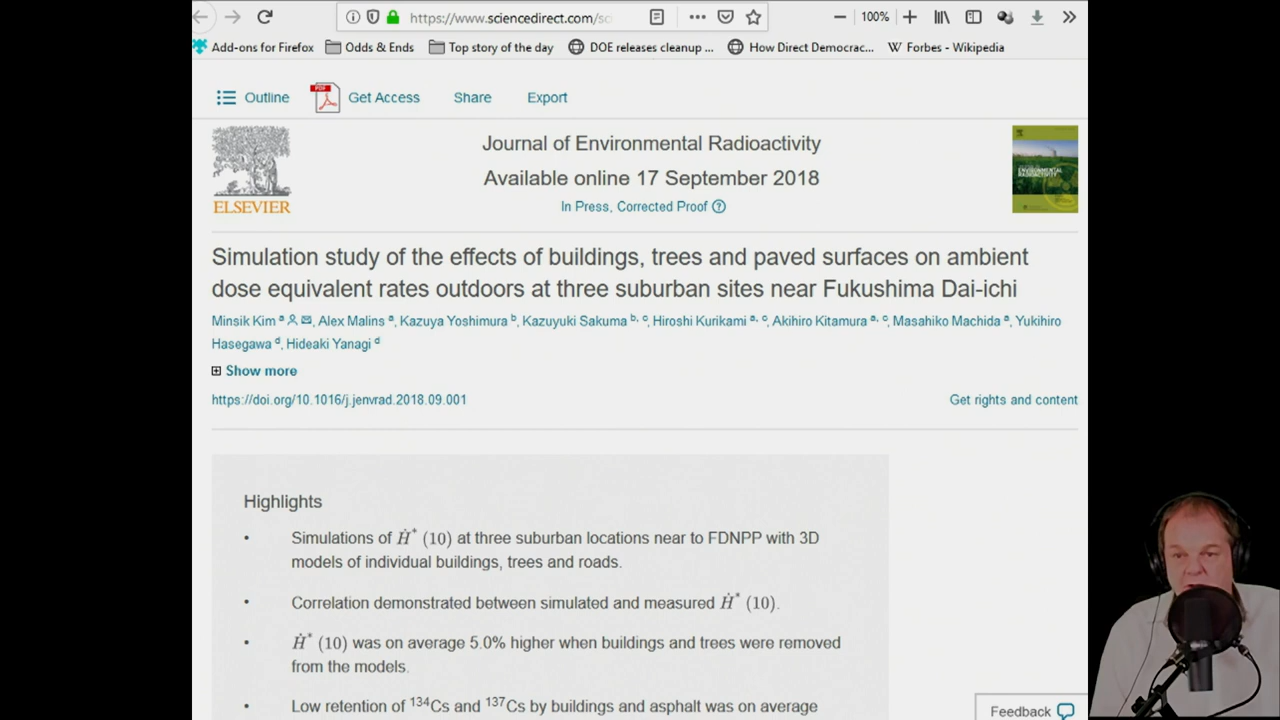 https://www.sciencedirect.com/sc
100%
Add-ons for Firefox Odds & Ends Top story of the day DOE releases cleanup ... How Direct Democrac... W Forbes - Wikipedia
Outline PDF Get Access Share Export
Journal of Environmental Radioactivity
Available online 17 September 2018
ELSEVIER
In Press, Corrected Proof ?
ENVIRONMENTAL
RADIOACTIVITY
Simulation study of the effects of buildings, trees and paved surfaces on ambient
dose equivalent rates outdoors at three suburban sites near Fukushima Dai-ichi
Minsik Kim a, Alex Malins a, Kazuya Yoshimura b, Kazuyuki Sakuma b, c, Hiroshi Kurikami a, c, Akihiro Kitamura a, c, Masahiko Machida a, Yukihiro
Hasegawa d, Hideaki Yanagi d
Show more
https://doi.org/10.1016/j.jenvrad.2018.09.001 Get rights and content
Highlights
• Simulations of Ḣ* (10) at three suburban locations near to FDNPP with 3D
models of individual buildings, trees and roads.
• Correlation demonstrated between simulated and measured Ḣ* (10).
• Ḣ* (10) was on average 5.0% higher when buildings and trees were removed
from the models.
• Low retention of 134Cs and 137Cs by buildings and asphalt was on average
Feedback